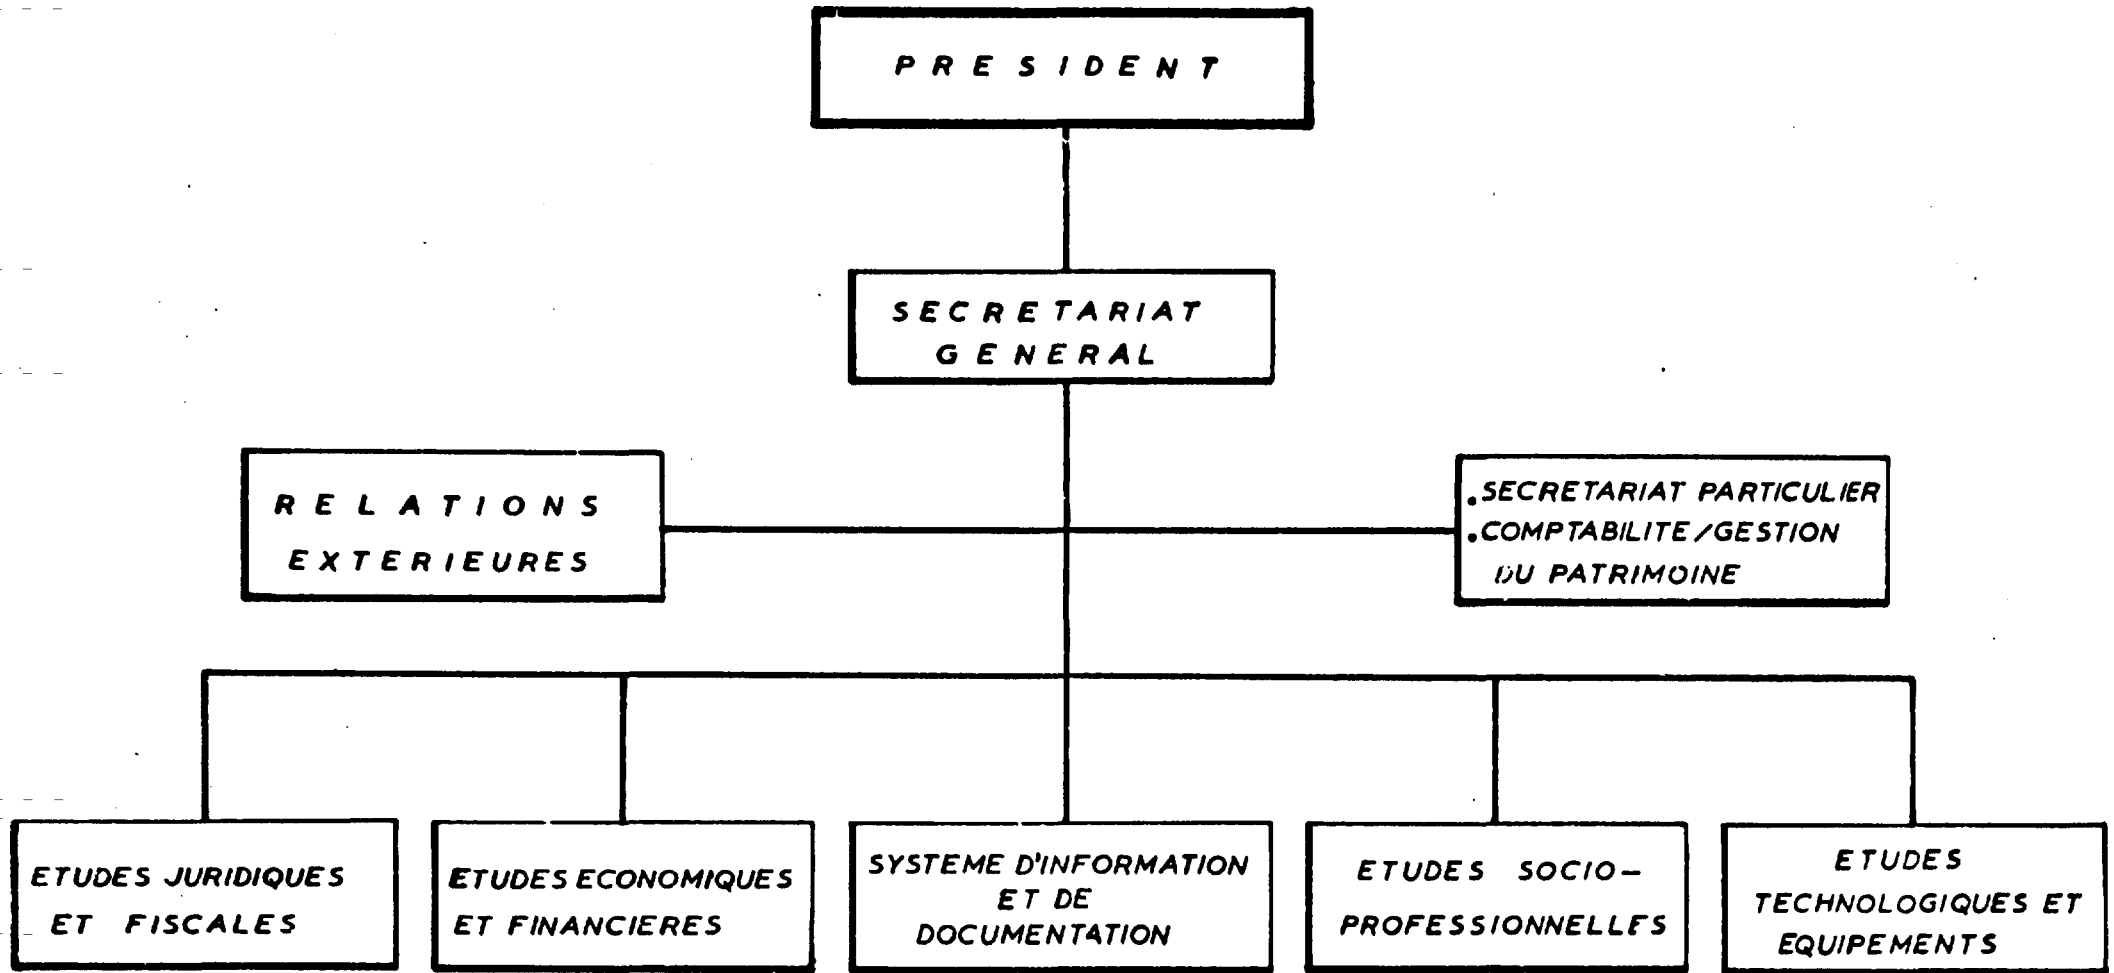 PRESIDENT
SECRETARIAT
GENERAL
RELATIONS
EXTERIEURES
.SECRETARIAT PARTICULIER
.COMPTABILITE/GESTION
DU PATRIMOINE
ETUDES JURIDIQUES
ET FISCALES
ETUDES ECONOMIQUES
ET FINANCIERES
SYSTEME D'INFORMATION
ET DE
DOCUMENTATION
ETUDES SOCIO-
PROFESSIONNELLES
ETUDES
TECHNOLOGIQUES ET
EQUIPEMENTS